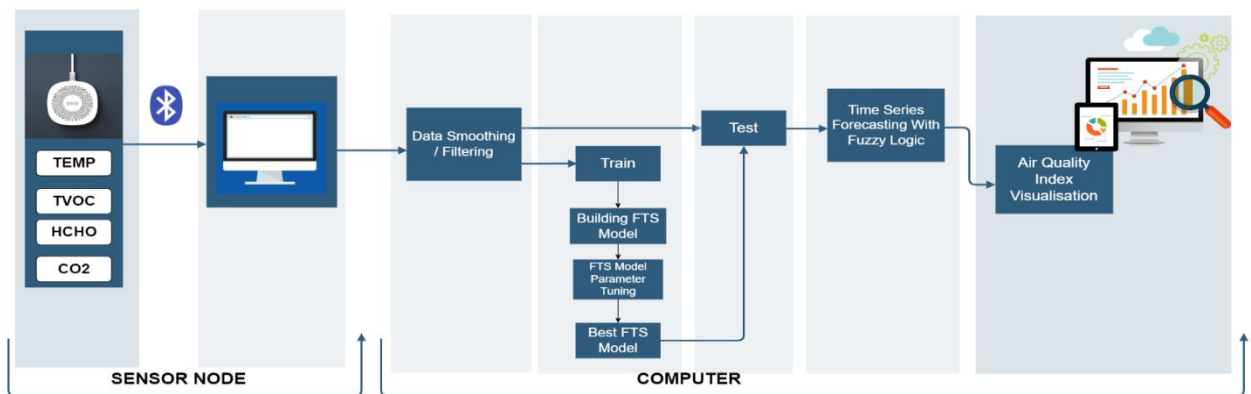 TEMP
TVOC
HCHO
CO2
SENSOR NODE
Data Smoothing
/ Filtering
Train
Building FTS
Model
FTS Model
Parameter
Tuning
Best FTS
Model
Test
Time Series
Forecasting With
Fuzzy Logic
Air Quality
Index
Visualisation
COMPUTER